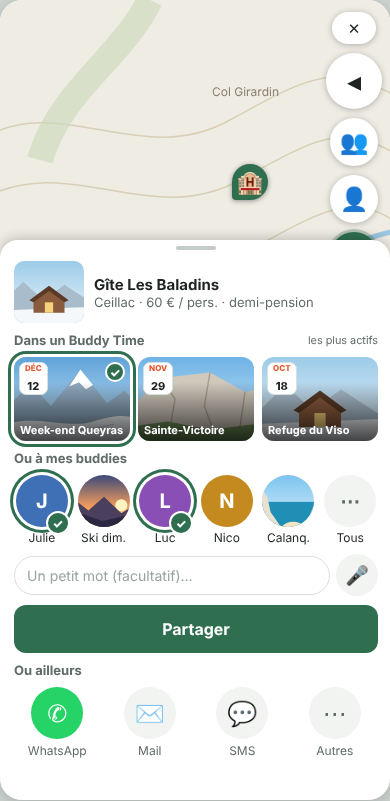 Col Girardin
Gîte Les Baladins
Ceillac · 60 € / pers. · demi-pension
Dans un Buddy Time
les plus actifs
DÉC
12
Week-end Queyras
NOV
29
Sainte-Victoire
OCT
18
Refuge du Viso
Ou à mes buddies
J
L
N
Julie
Ski dim.
Luc
Nico
Calanq.
Tous
Un petit mot (facultatif)...
Partager
Ou ailleurs
WhatsApp
Mail
SMS
Autres